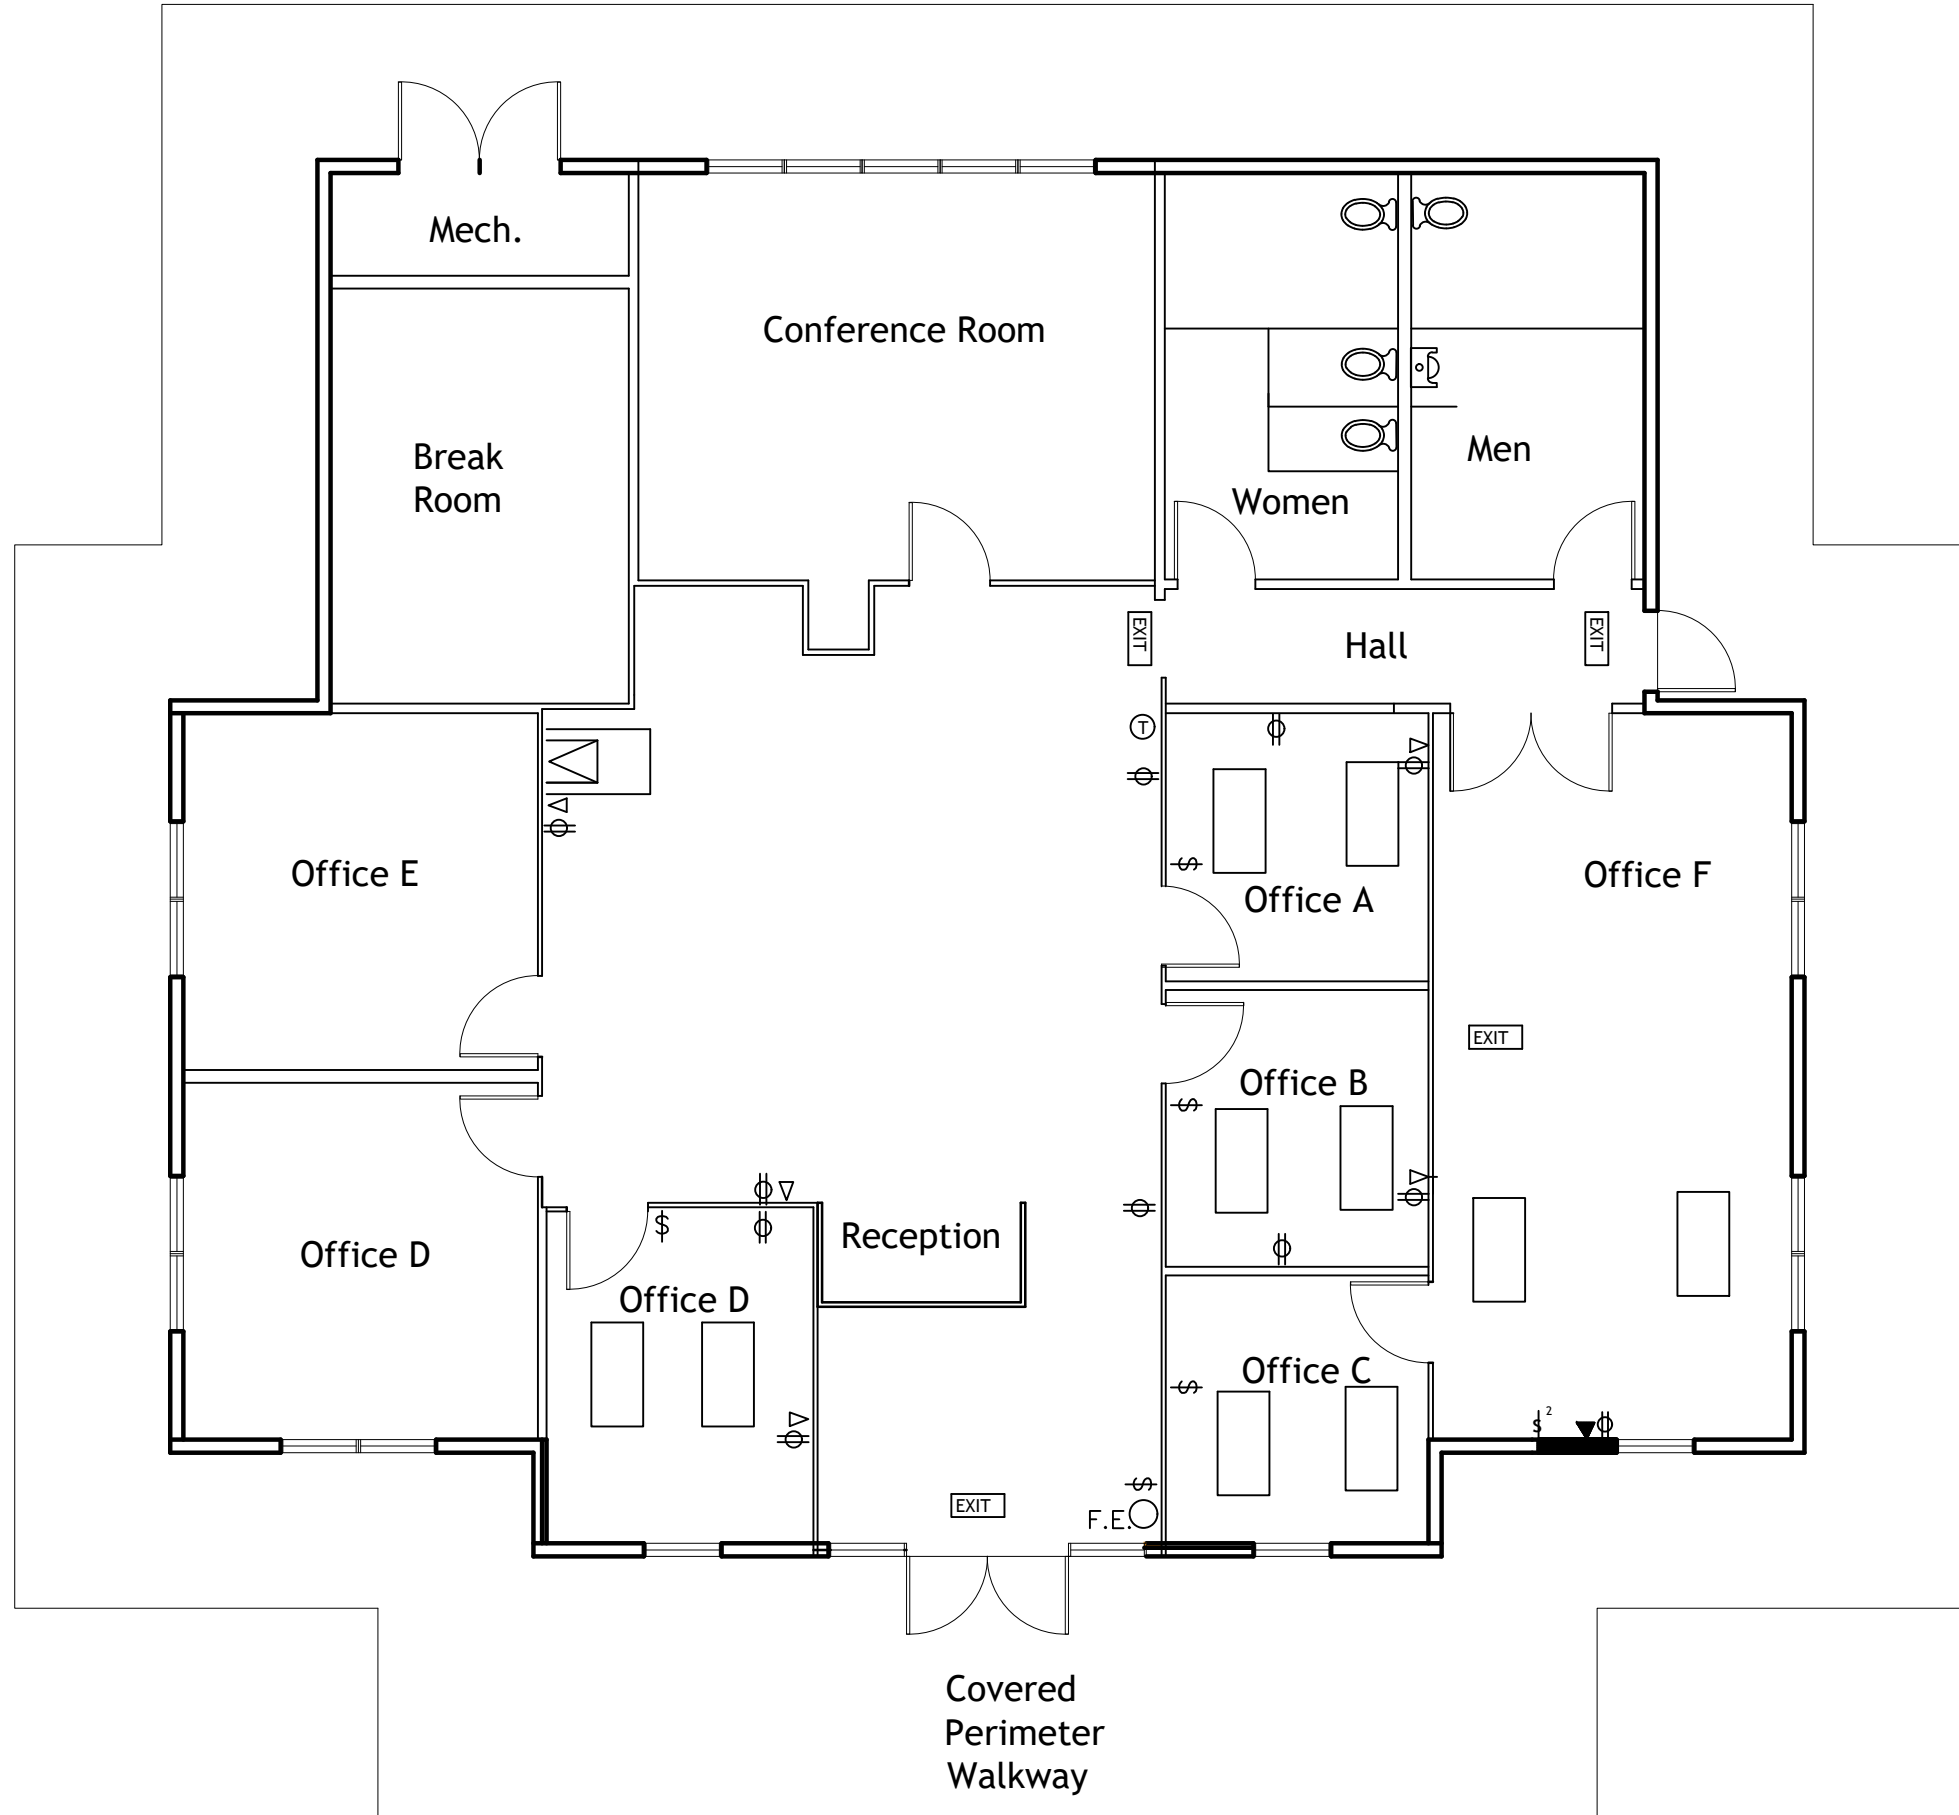 Mech.
Conference Room
Break
Room
Men
Women
EXIT
Hall
EXIT
T
$
Office E
Office A
Office F
EXIT
Office B
$
$
Reception
Office D
Office D
Office C
$
$ 2
$
EXIT
F.E.
Covered
Perimeter
Walkway